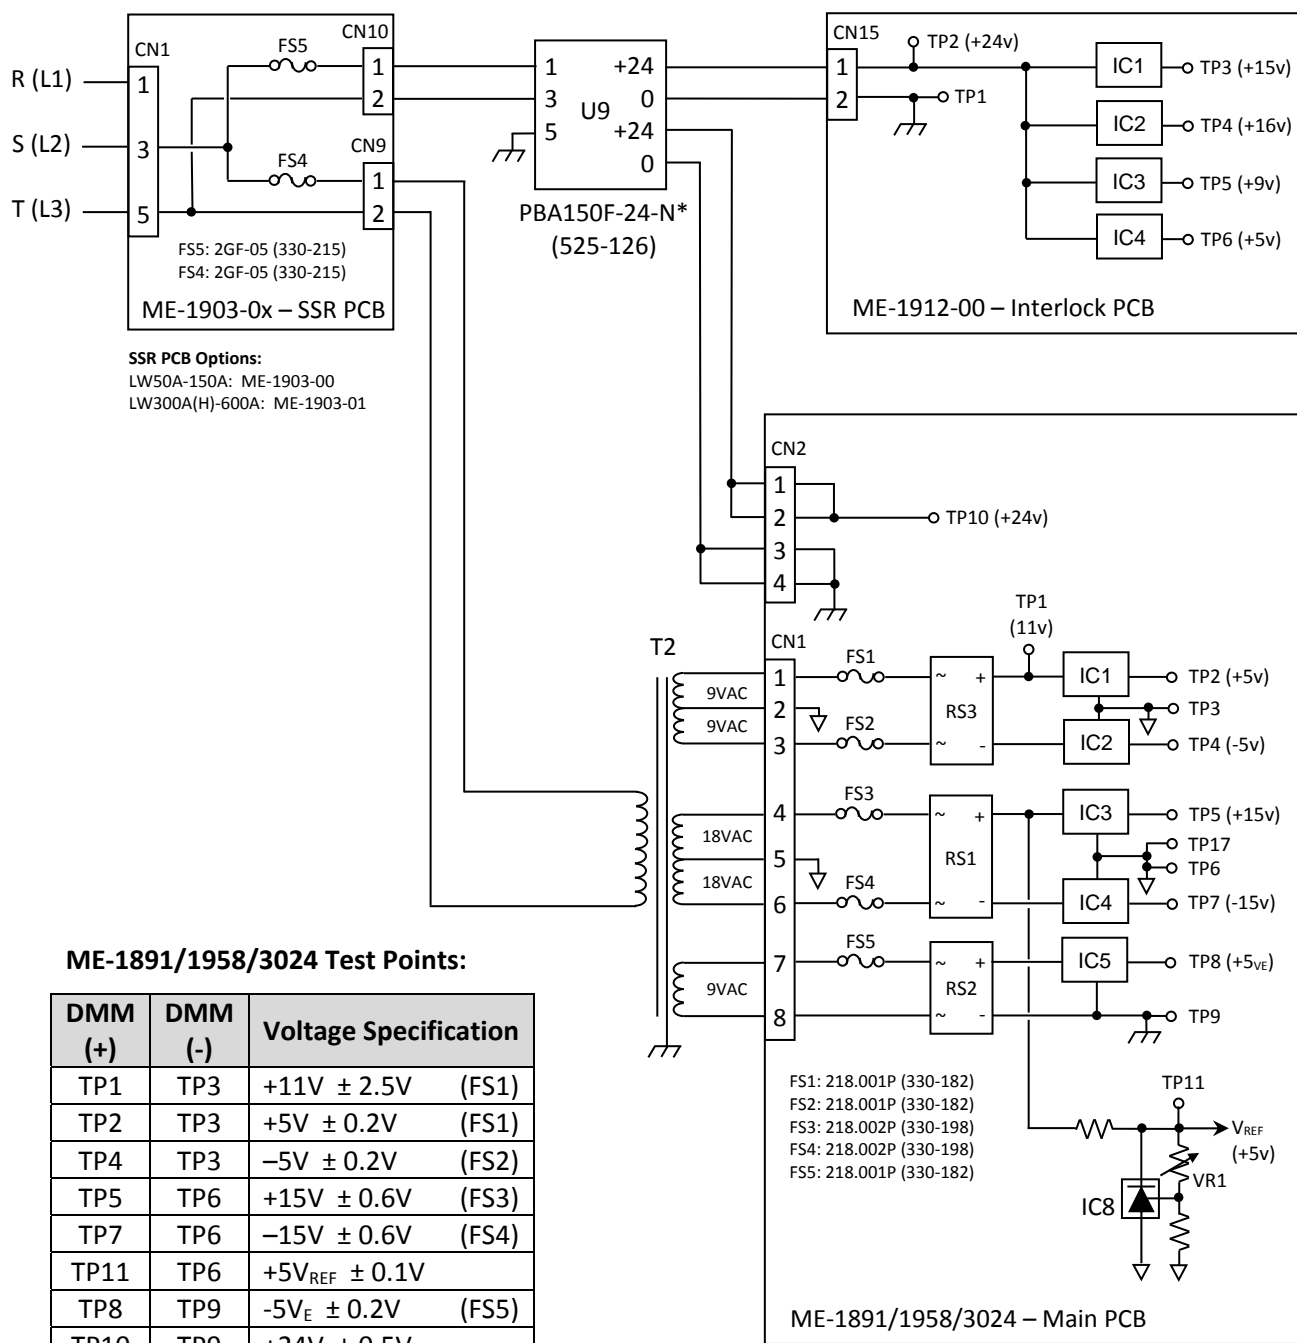 R (L1)
S (L2)
T (L3)
CN1
1
3
5
FS5
CN10
1
2
FS4
CN9
1
2
FS5: 2GF-05 (330-215)
FS4: 2GF-05 (330-215)
ME-1903-0x – SSR PCB
SSR PCB Options:
LW50A-150A: ME-1903-00
LW300A(H)-600A: ME-1903-01
1 +24
3 0
U9
5 +24
0
PBA150F-24-N*
(525-126)
CN15
1
2
TP2 (+24v)
TP1
IC1 TP3 (+15v)
IC2 TP4 (+16v)
IC3 TP5 (+9v)
IC4 TP6 (+5v)
ME-1912-00 – Interlock PCB
CN2
1
2
3
4
TP10 (+24v)
T2
9VAC
9VAC
18VAC
18VAC
9VAC
CN1
1
2
3
4
5
6
7
8
FS1
FS2
FS3
FS4
FS5
~ +
RS3
~ -
~ +
RS1
~ -
~ +
RS2
~ -
TP1
(11v)
IC1 TP2 (+5v)
TP3
IC2 TP4 (-5v)
IC3 TP5 (+15v)
TP17
TP6
IC4 TP7 (-15v)
IC5 TP8 (+5VE)
TP9
FS1: 218.001P (330-182)
FS2: 218.001P (330-182)
FS3: 218.002P (330-198)
FS4: 218.002P (330-198)
FS5: 218.001P (330-182)
TP11
VREF
(+5v)
VR1
IC8
ME-1891/1958/3024 – Main PCB
ME-1891/1958/3024 Test Points:
DMM (+) DMM (-) Voltage Specification
TP1 TP3 +11V ± 2.5V (FS1)
TP2 TP3 +5V ± 0.2V (FS1)
TP4 TP3 –5V ± 0.2V (FS2)
TP5 TP6 +15V ± 0.6V (FS3)
TP7 TP6 –15V ± 0.6V (FS4)
TP11 TP6 +5VREF ± 0.1V
TP8 TP9 -5VE ± 0.2V (FS5)
TP10 TP9 +24V ± 0.5V